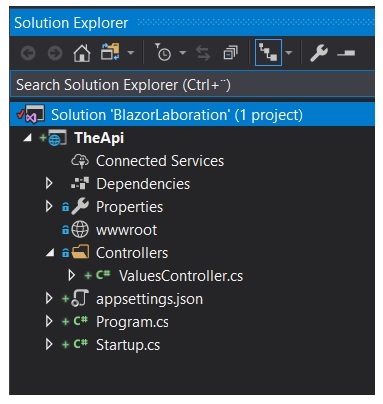 Solution Explorer
Search Solution Explorer (Ctrl+¨)
Solution 'BlazorLaboration' (1 project)
TheApi
Connected Services
Dependencies
Properties
wwwroot
Controllers
C# ValuesController.cs
appsettings.json
C# Program.cs
C# Startup.cs